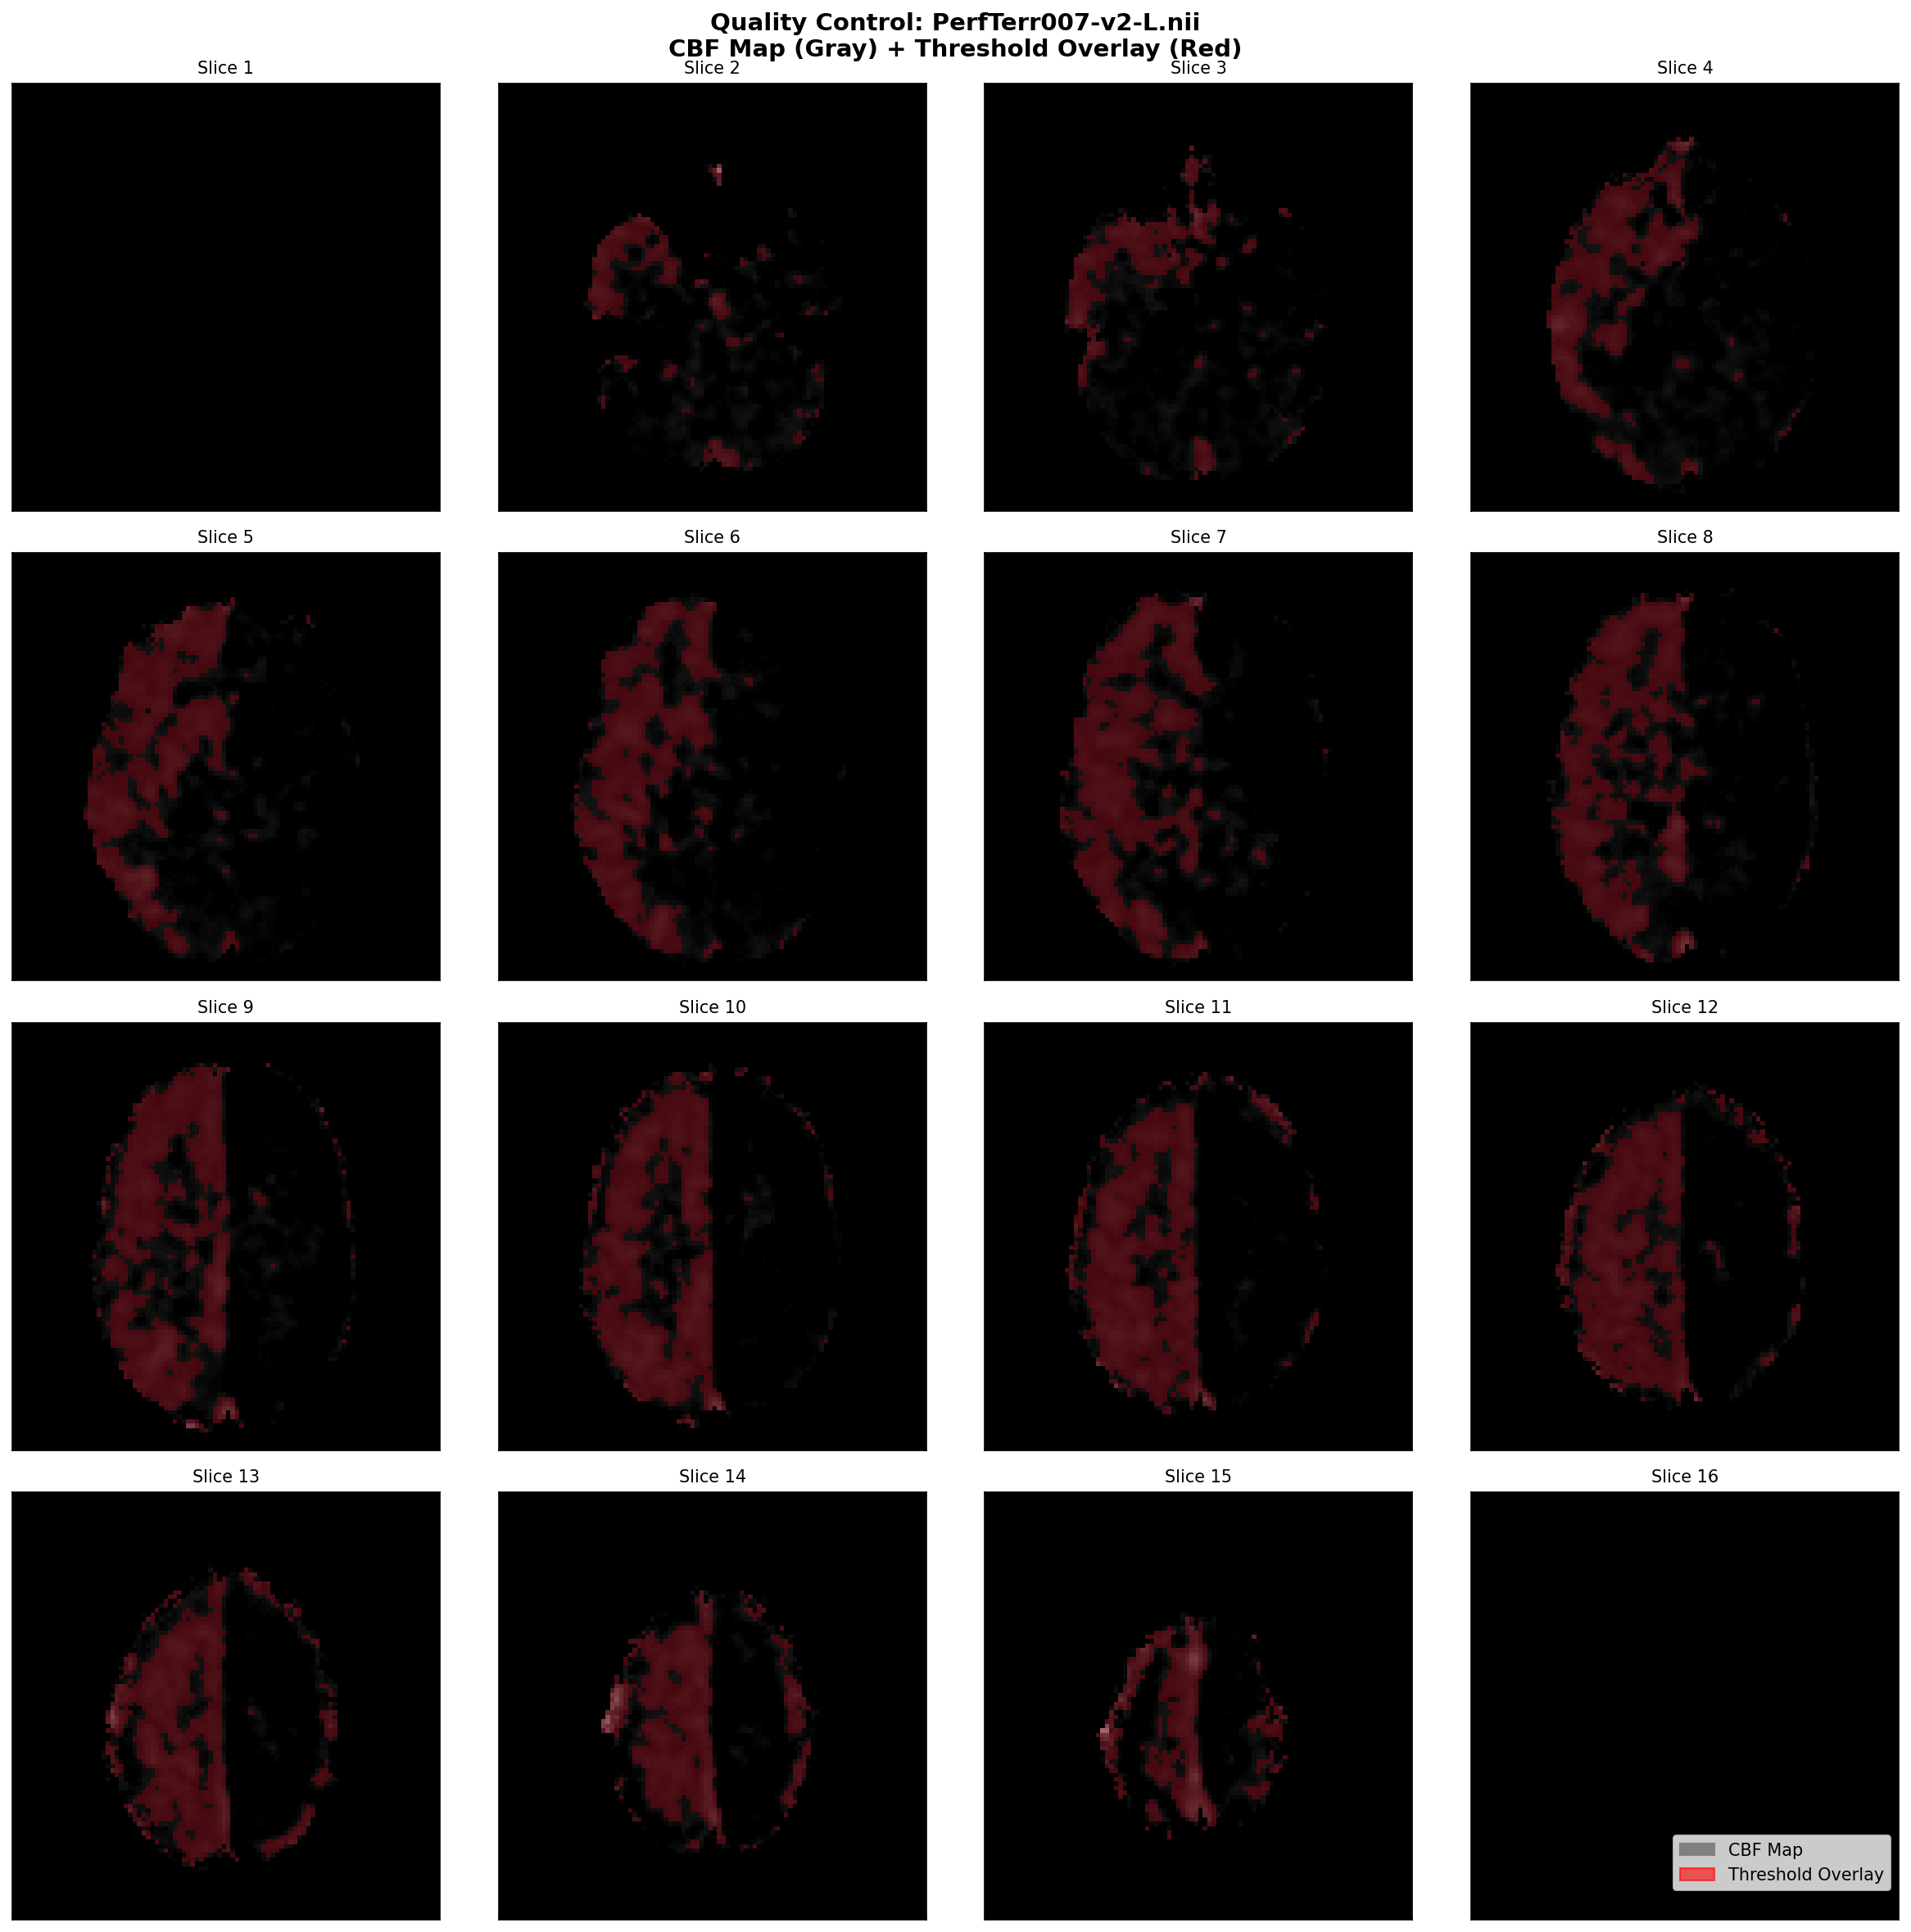 Quality Control: PerfTerr007-v2-L.nii
CBF Map (Gray) + Threshold Overlay (Red)
Slice 1
Slice 2
Slice 3
Slice 4
Slice 5
Slice 6
Slice 7
Slice 8
Slice 9
Slice 10
Slice 11
Slice 12
Slice 13
Slice 14
Slice 15
Slice 16
CBF Map
Threshold Overlay